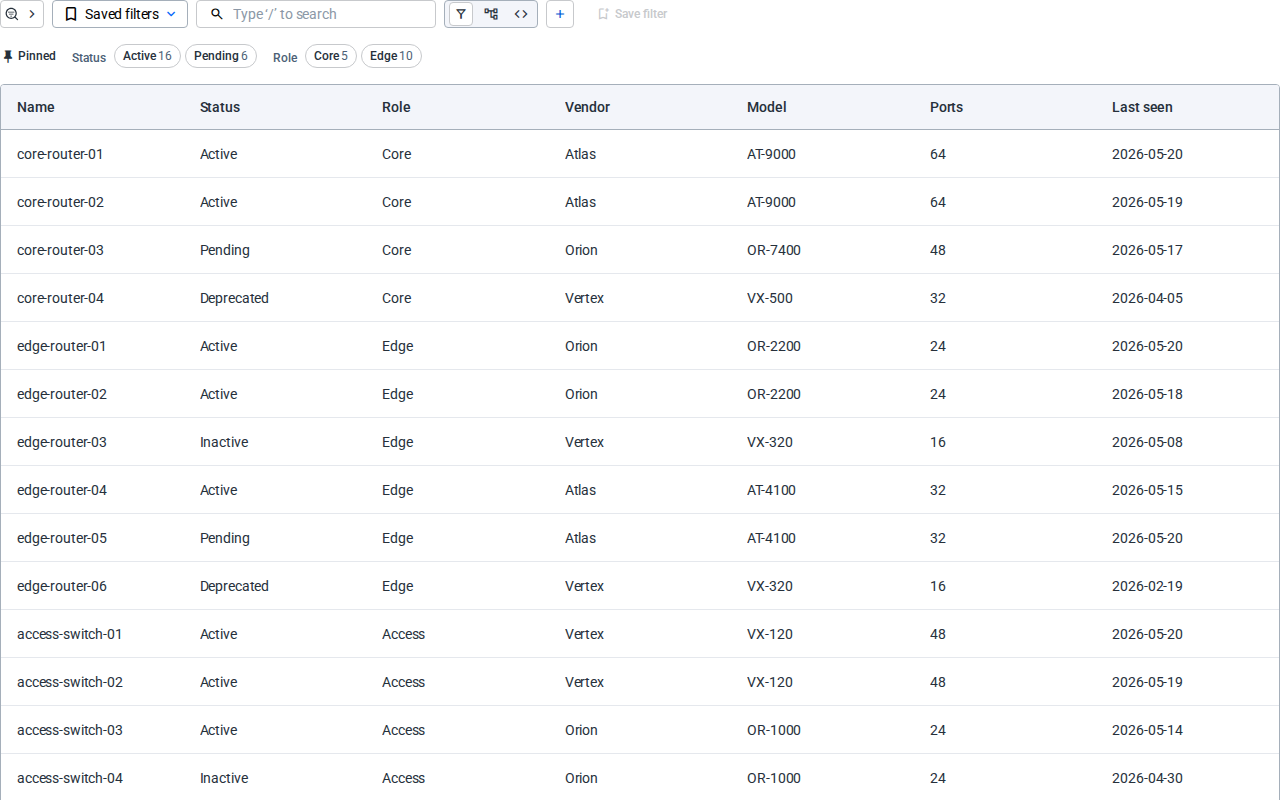 Saved filters Type '/' to search Save filter
Pinned Status Active 16 Pending 6 Role Core 5 Edge 10
Name Status Role Vendor Model Ports Last seen
core-router-01 Active Core Atlas AT-9000 64 2026-05-20
core-router-02 Active Core Atlas AT-9000 64 2026-05-19
core-router-03 Pending Core Orion OR-7400 48 2026-05-17
core-router-04 Deprecated Core Vertex VX-500 32 2026-04-05
edge-router-01 Active Edge Orion OR-2200 24 2026-05-20
edge-router-02 Active Edge Orion OR-2200 24 2026-05-18
edge-router-03 Inactive Edge Vertex VX-320 16 2026-05-08
edge-router-04 Active Edge Atlas AT-4100 32 2026-05-15
edge-router-05 Pending Edge Atlas AT-4100 32 2026-05-20
edge-router-06 Deprecated Edge Vertex VX-320 16 2026-02-19
access-switch-01 Active Access Vertex VX-120 48 2026-05-20
access-switch-02 Active Access Vertex VX-120 48 2026-05-19
access-switch-03 Active Access Orion OR-1000 24 2026-05-14
access-switch-04 Inactive Access Orion OR-1000 24 2026-04-30